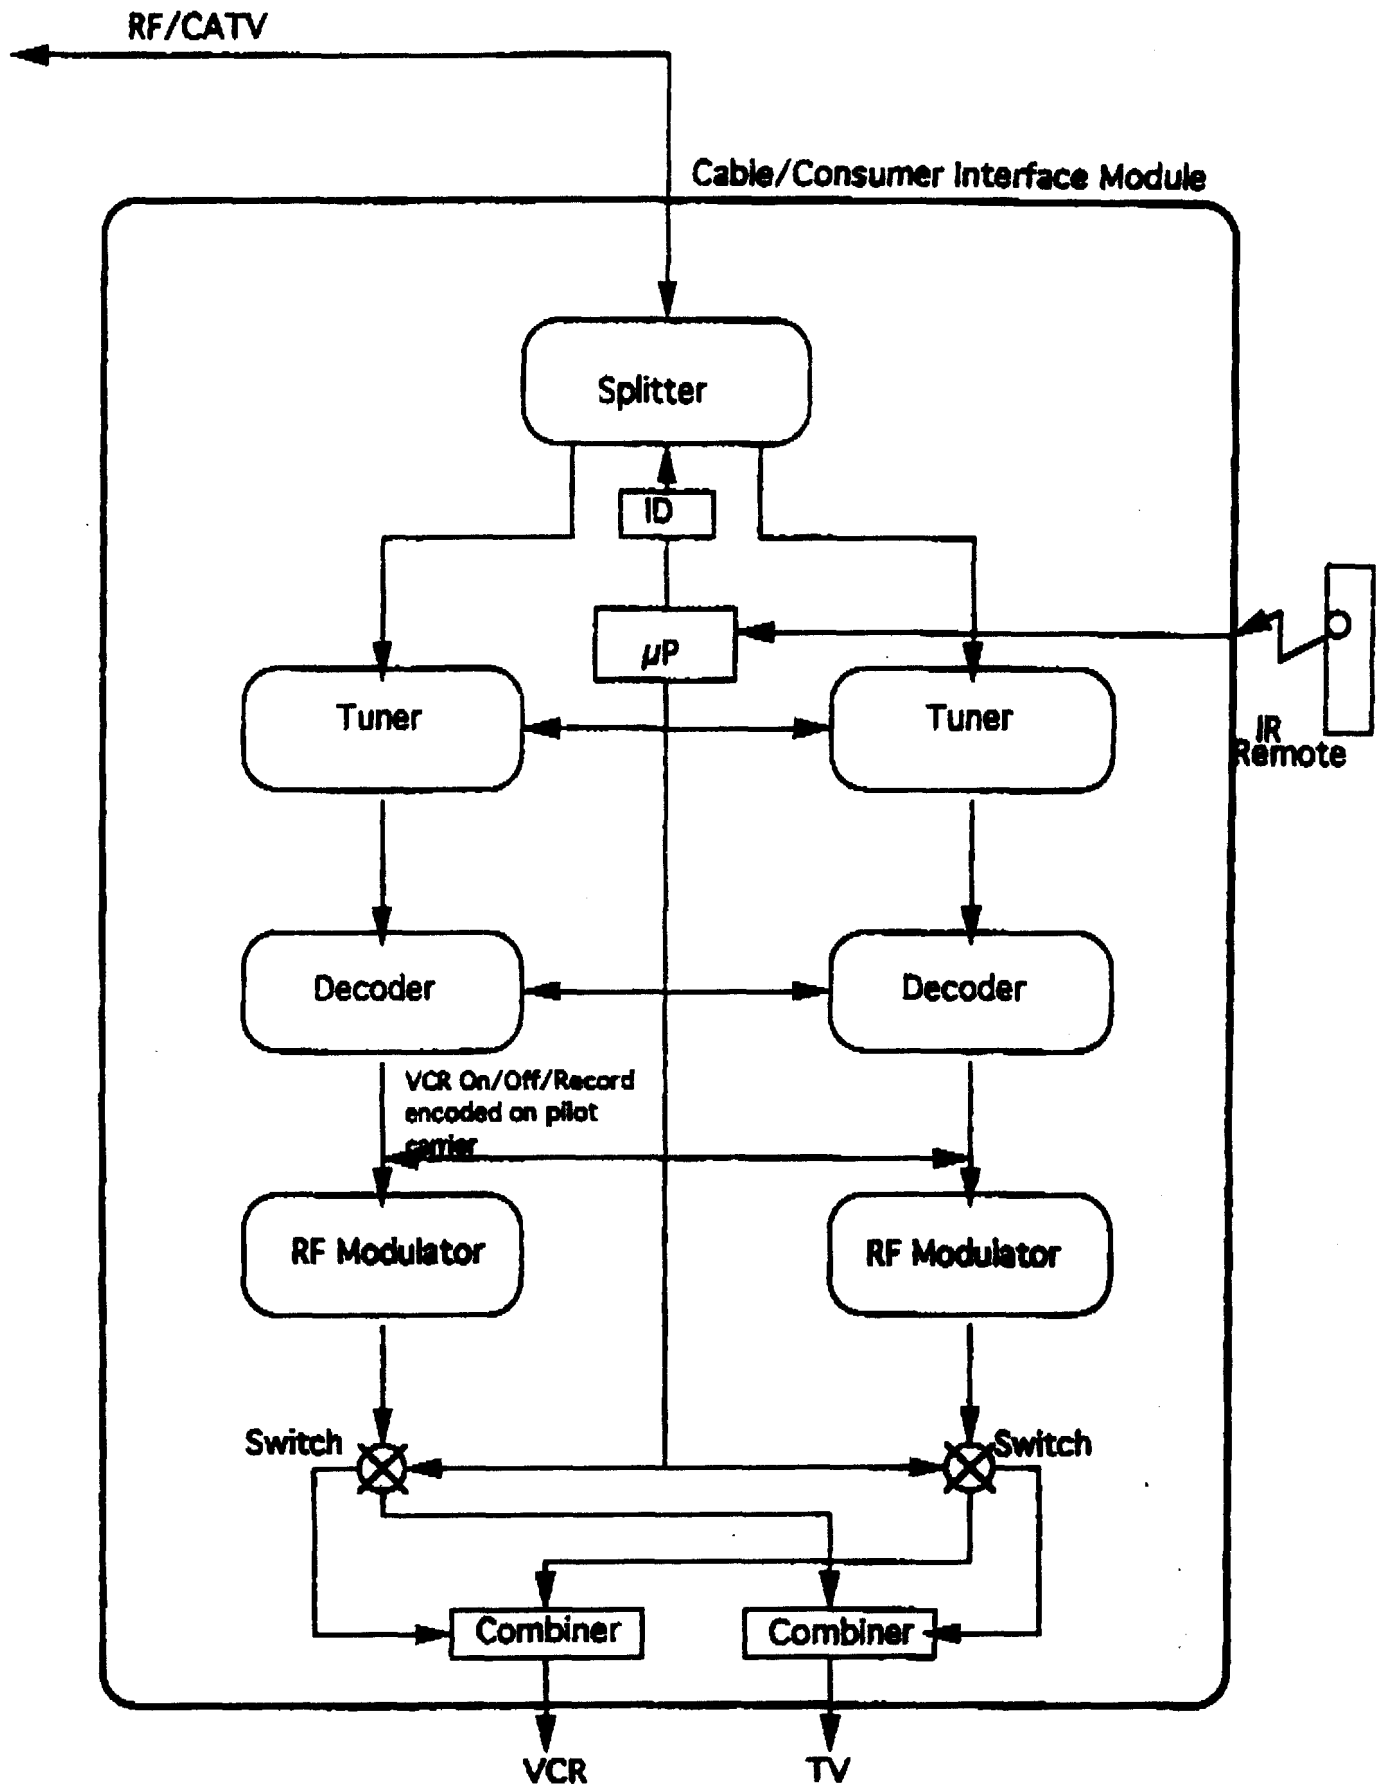 RF/CATV
Cable/Consumer Interface Module
Splitter
ID
µP
Tuner
Tuner
IR
Remote
Decoder
Decoder
VCR On/Off/Record
encoded on pilot
carrier
RF Modulator
RF Modulator
Switch
Switch
Combiner
Combiner
VCR
TV